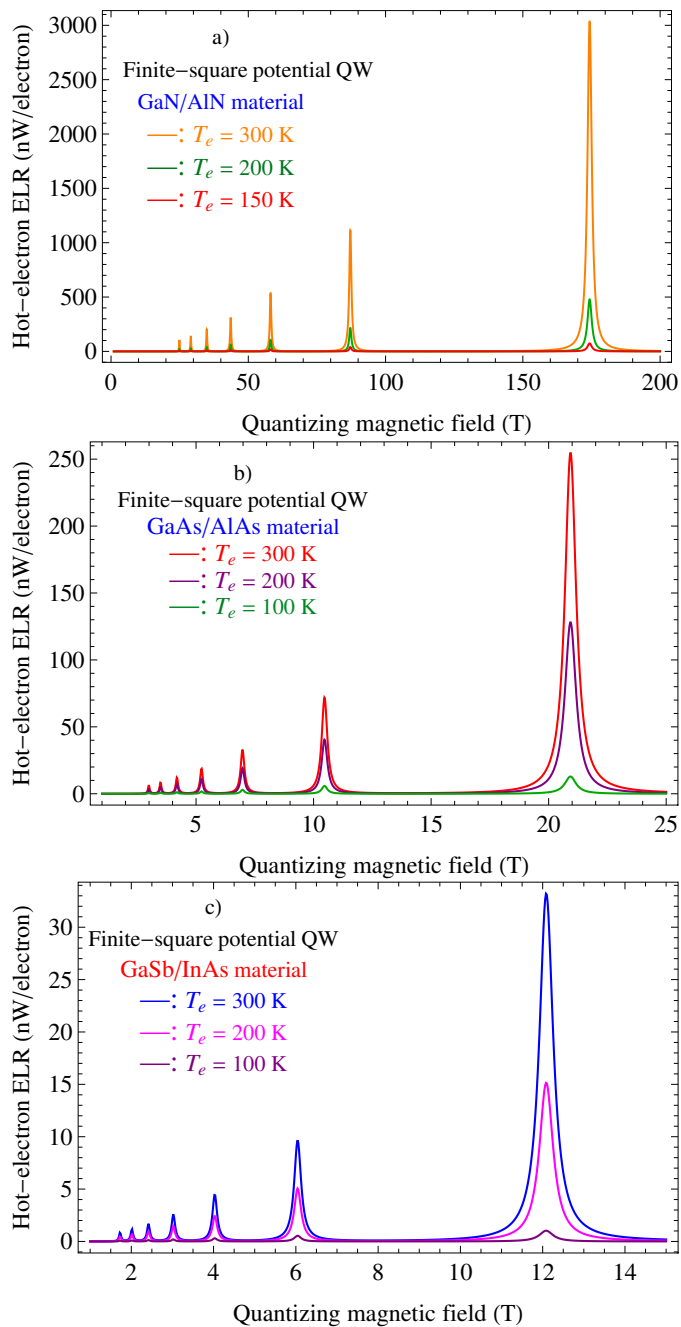 a)
Finite−square potential QW
GaN/AlN material
: Te = 300 K
: Te = 200 K
: Te = 150 K
Hot−electron ELR (nW/electron)
3000
2500
2000
1500
1000
500
0
0 50 100 150 200
Quantizing magnetic field (T)
b)
Finite−square potential QW
GaAs/AlAs material
: Te = 300 K
: Te = 200 K
: Te = 100 K
Hot−electron ELR (nW/electron)
250
200
150
100
50
0
5 10 15 20 25
Quantizing magnetic field (T)
c)
Finite−square potential QW
GaSb/InAs material
: Te = 300 K
: Te = 200 K
: Te = 100 K
Hot−electron ELR (nW/electron)
30
25
20
15
10
5
0
2 4 6 8 10 12 14
Quantizing magnetic field (T)